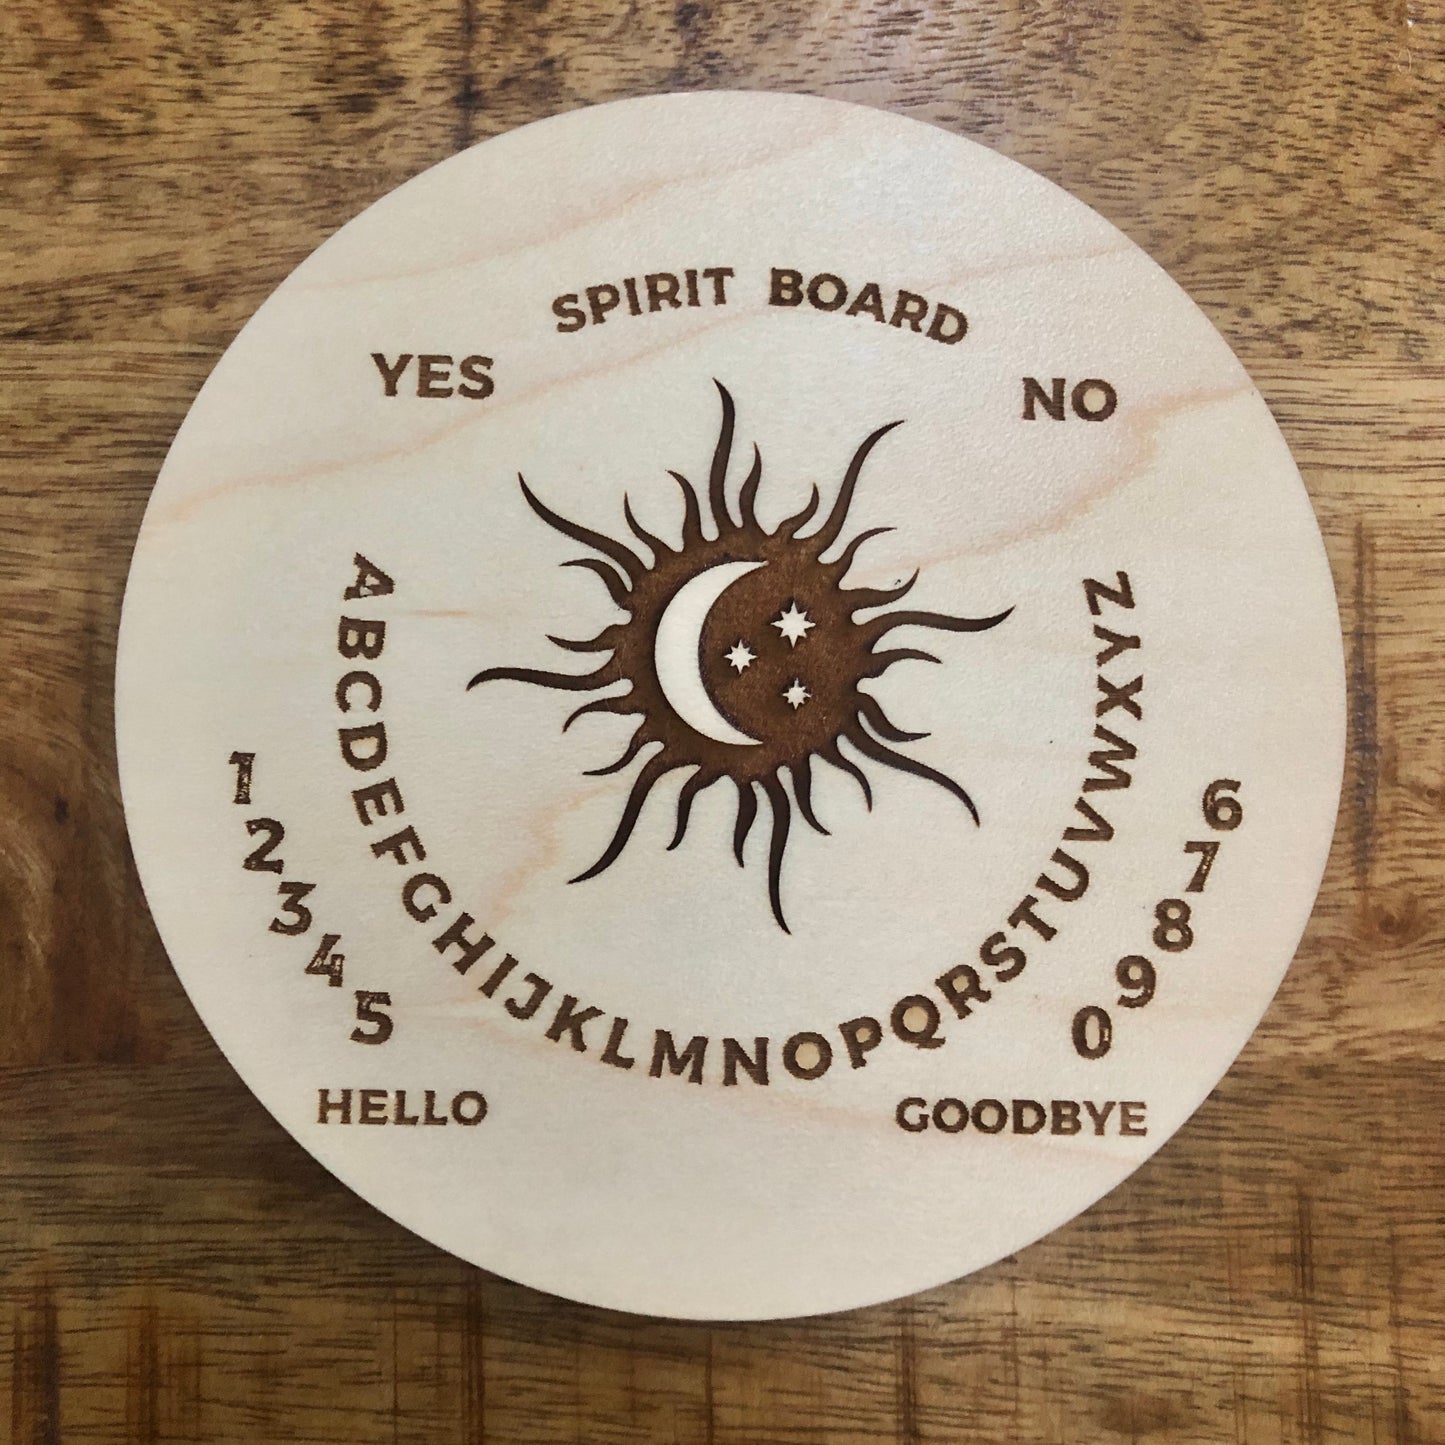 SPIRIT BOARD
YES
NO
ABCDEFGHIJKLMNOPQRSTUVWXYZ
12345
67890
HELLO
GOODBYE